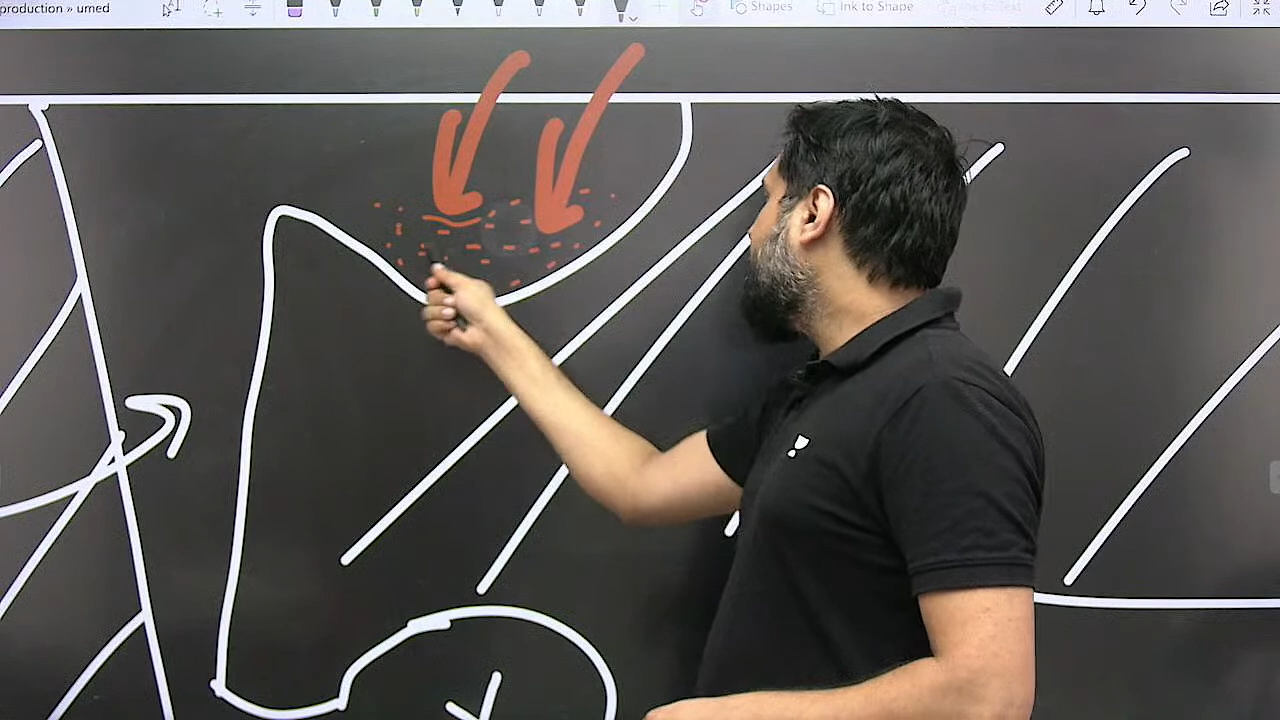 production » umed
Shapes
Ink to Shape